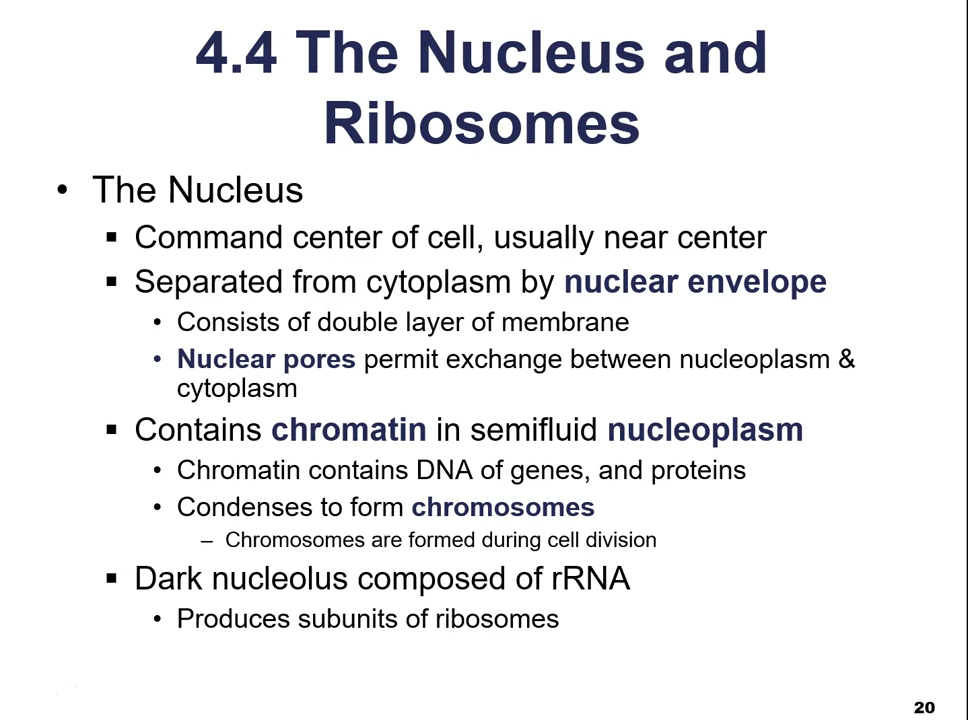 4.4 The Nucleus and
Ribosomes
• The Nucleus
▪ Command center of cell, usually near center
▪ Separated from cytoplasm by nuclear envelope
• Consists of double layer of membrane
• Nuclear pores permit exchange between nucleoplasm &
cytoplasm
▪ Contains chromatin in semifluid nucleoplasm
• Chromatin contains DNA of genes, and proteins
• Condenses to form chromosomes
– Chromosomes are formed during cell division
▪ Dark nucleolus composed of rRNA
• Produces subunits of ribosomes
20